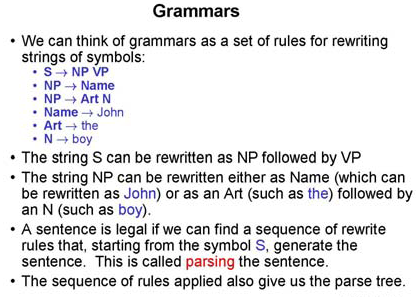 Grammars
• We can think of grammars as a set of rules for rewriting
strings of symbols:
• S → NP VP
• NP → Name
• NP → Art N
• Name → John
• Art → the
• N → boy
• The string S can be rewritten as NP followed by VP
• The string NP can be rewritten either as Name (which can
be rewritten as John) or as an Art (such as the) followed by
an N (such as boy).
• A sentence is legal if we can find a sequence of rewrite
rules that, starting from the symbol S, generate the
sentence.  This is called parsing the sentence.
• The sequence of rules applied also give us the parse tree.